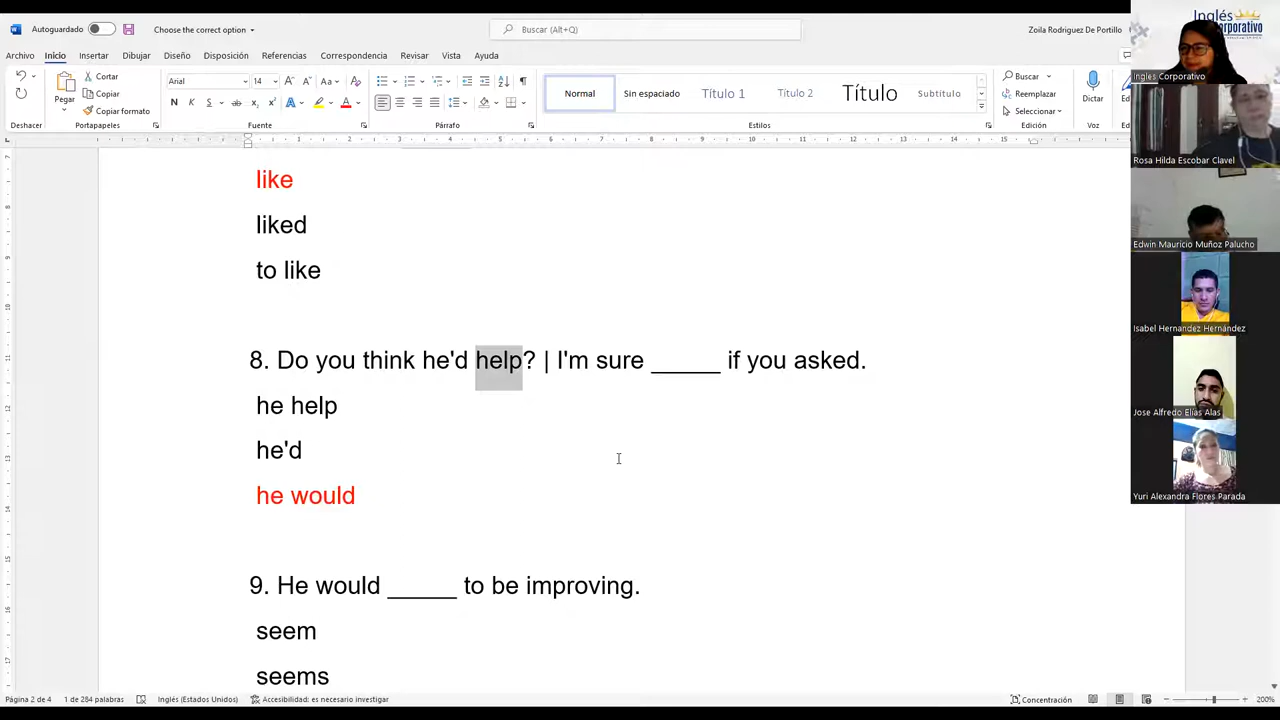 Autoguardado
Choose the correct option
Buscar (Alt+Q)
Zoila Rodriguez De Portillo
Archivo Inicio Insertar Dibujar Diseño Disposición Referencias Correspondencia Revisar Vista Ayuda
Pegar
Cortar
Copiar
Copiar formato
Arial 14
Normal
Sin espaciado
Título 1
Título 2
Título
Subtítulo
Buscar
Reemplazar
Seleccionar
Dictar
Deshacer Portapapeles Fuente Párrafo Estilos Edición Voz
like
liked
to like
8. Do you think he'd help? | I'm sure _____ if you asked.
he help
he'd
he would
9. He would _____ to be improving.
seem
seems
Página 2 de 4 1 de 284 palabras Inglés (Estados Unidos) Accesibilidad: es necesario investigar Concentración 200%
Inglés
Ingles Corporativo
Rosa Hilda Escobar Clavel
Edwin Mauricio Muñoz Palucho
Isabel Hernandez Hernández
Jose Alfredo Elías Alas
Yuri Alexandra Flores Parada